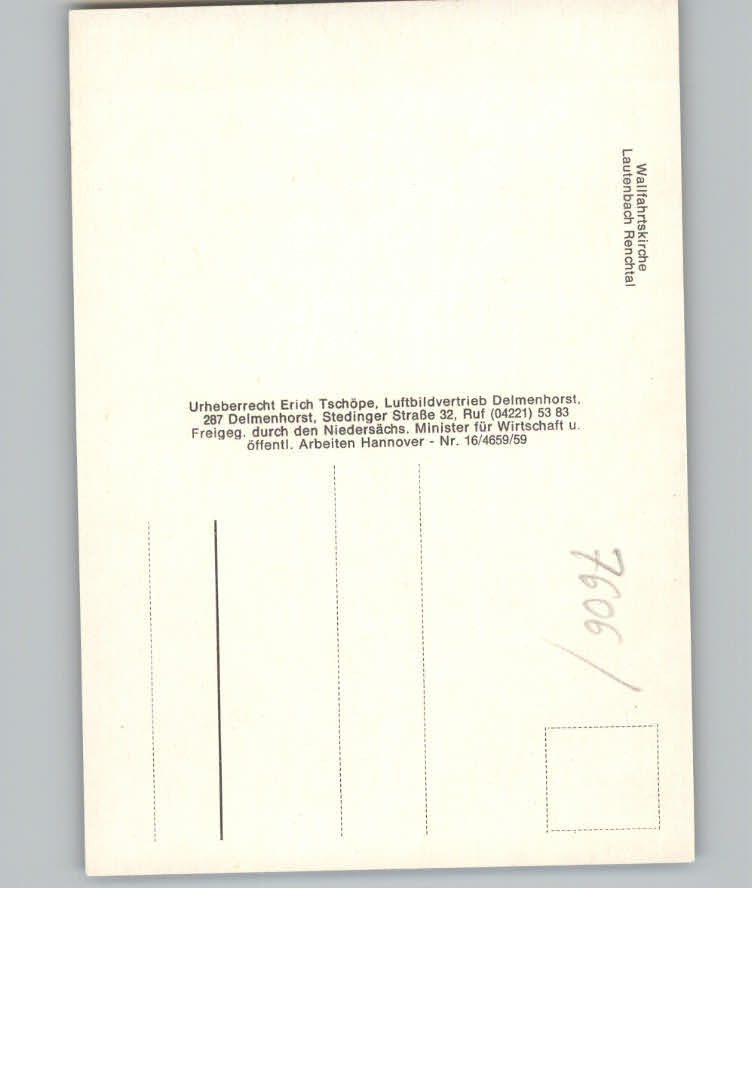 Wallfahrtskirche
Lautenbach Renchtal
Urheberrecht Erich Tschöpe, Luftbildvertrieb Delmenhorst,
287 Delmenhorst, Stedinger Straße 32, Ruf (04221) 53 83
Freigeg. durch den Niedersächs. Minister für Wirtschaft u.
öffentl. Arbeiten Hannover - Nr. 16/4659/59
7606/